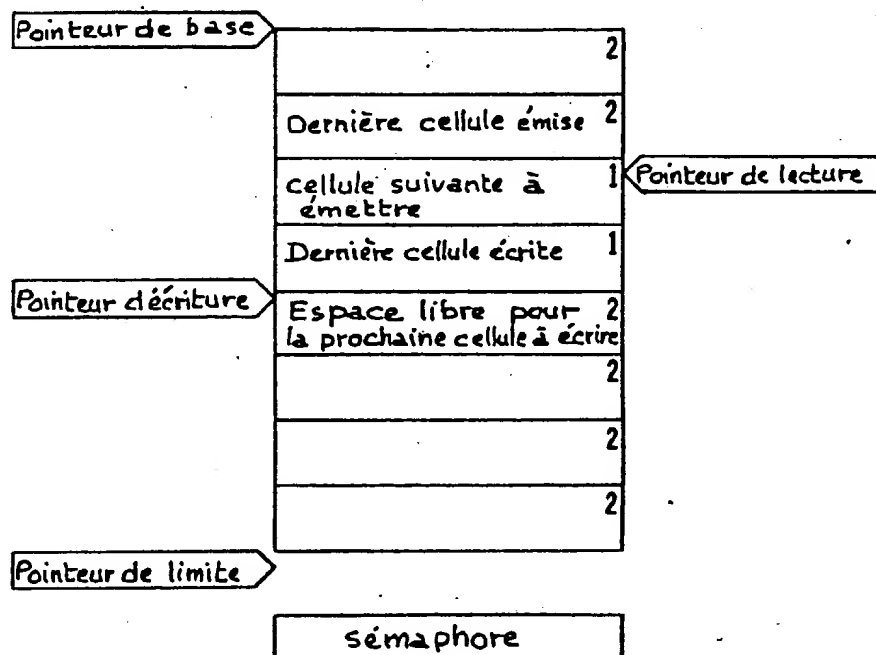 Pointeur de base
2
Dernière cellule émise 2
cellule suivante à 1
émettre
Pointeur de lecture
Dernière cellule écrite 1
Pointeur d'écriture
Espace libre pour 2
la prochaine cellule à écrire
2
2
2
Pointeur de limite
sémaphore